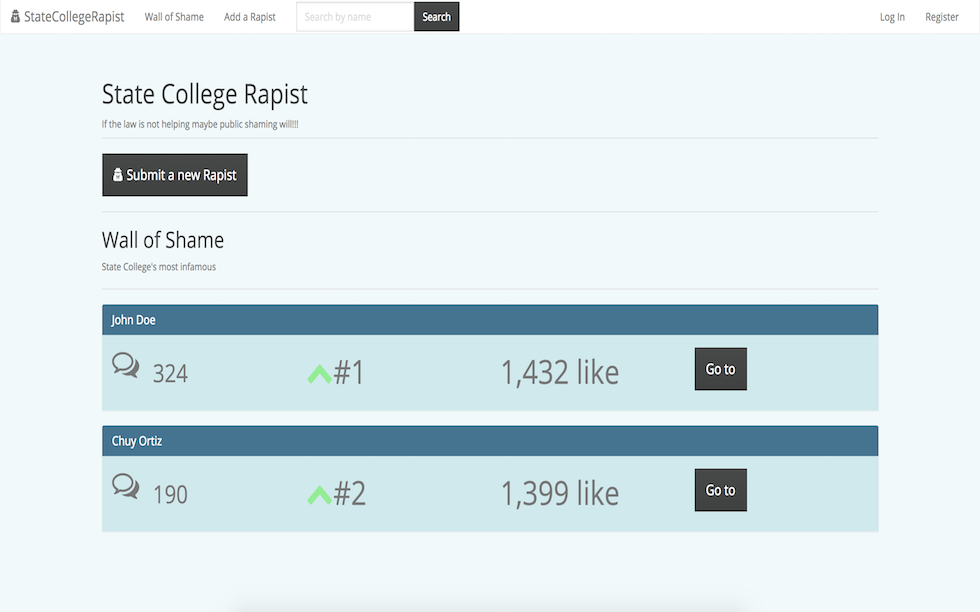 StateCollegeRapist Wall of Shame Add a Rapist Search by name Search Log In Register
State College Rapist
If the law is not helping maybe public shaming will!!!
Submit a new Rapist
Wall of Shame
State College's most infamous
John Doe
324 #1 1,432 like Go to
Chuy Ortiz
190 #2 1,399 like Go to